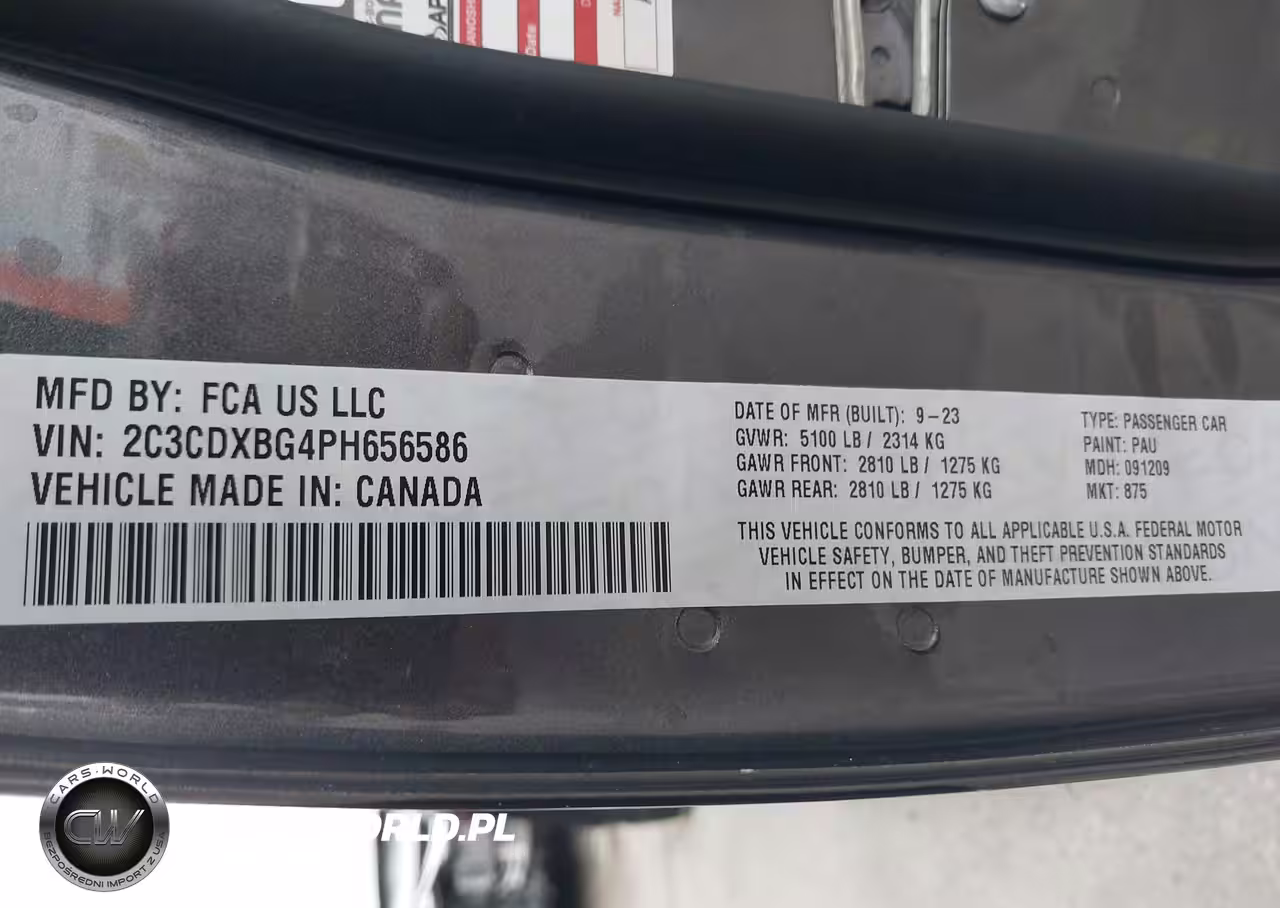 Date
MFD BY: FCA US LLC
VIN: 2C3CDXBG4PH656586
VEHICLE MADE IN: CANADA
DATE OF MFR (BUILT): 9-23
GVWR: 5100 LB / 2314 KG
GAWR FRONT: 2810 LB / 1275 KG
GAWR REAR: 2810 LB / 1275 KG
TYPE: PASSENGER CAR
PAINT: PAU
MDH: 091209
MKT: 875
THIS VEHICLE CONFORMS TO ALL APPLICABLE U.S.A. FEDERAL MOTOR
VEHICLE SAFETY, BUMPER, AND THEFT PREVENTION STANDARDS
IN EFFECT ON THE DATE OF MANUFACTURE SHOWN ABOVE.
CARS-WORLD
CW
BEZPOŚREDNI IMPORT Z USA
ORLD.PL